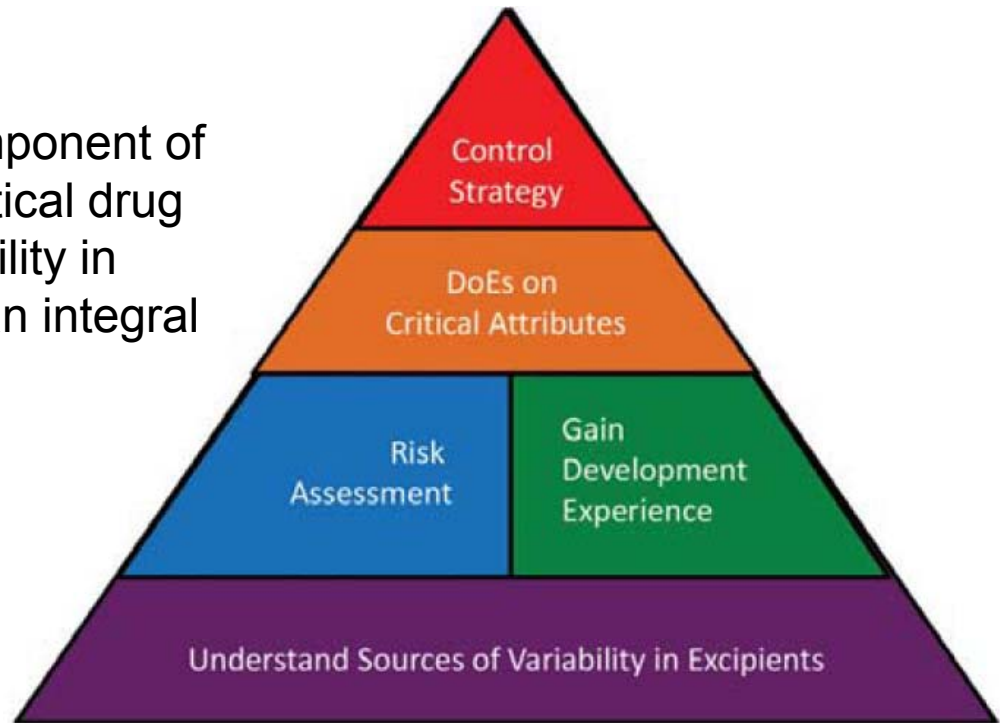 component of
tical drug
ility in
n integral
Control
Strategy
DoEs on
Critical Attributes
Risk
Assessment
Gain
Development
Experience
Understand Sources of Variability in Excipients